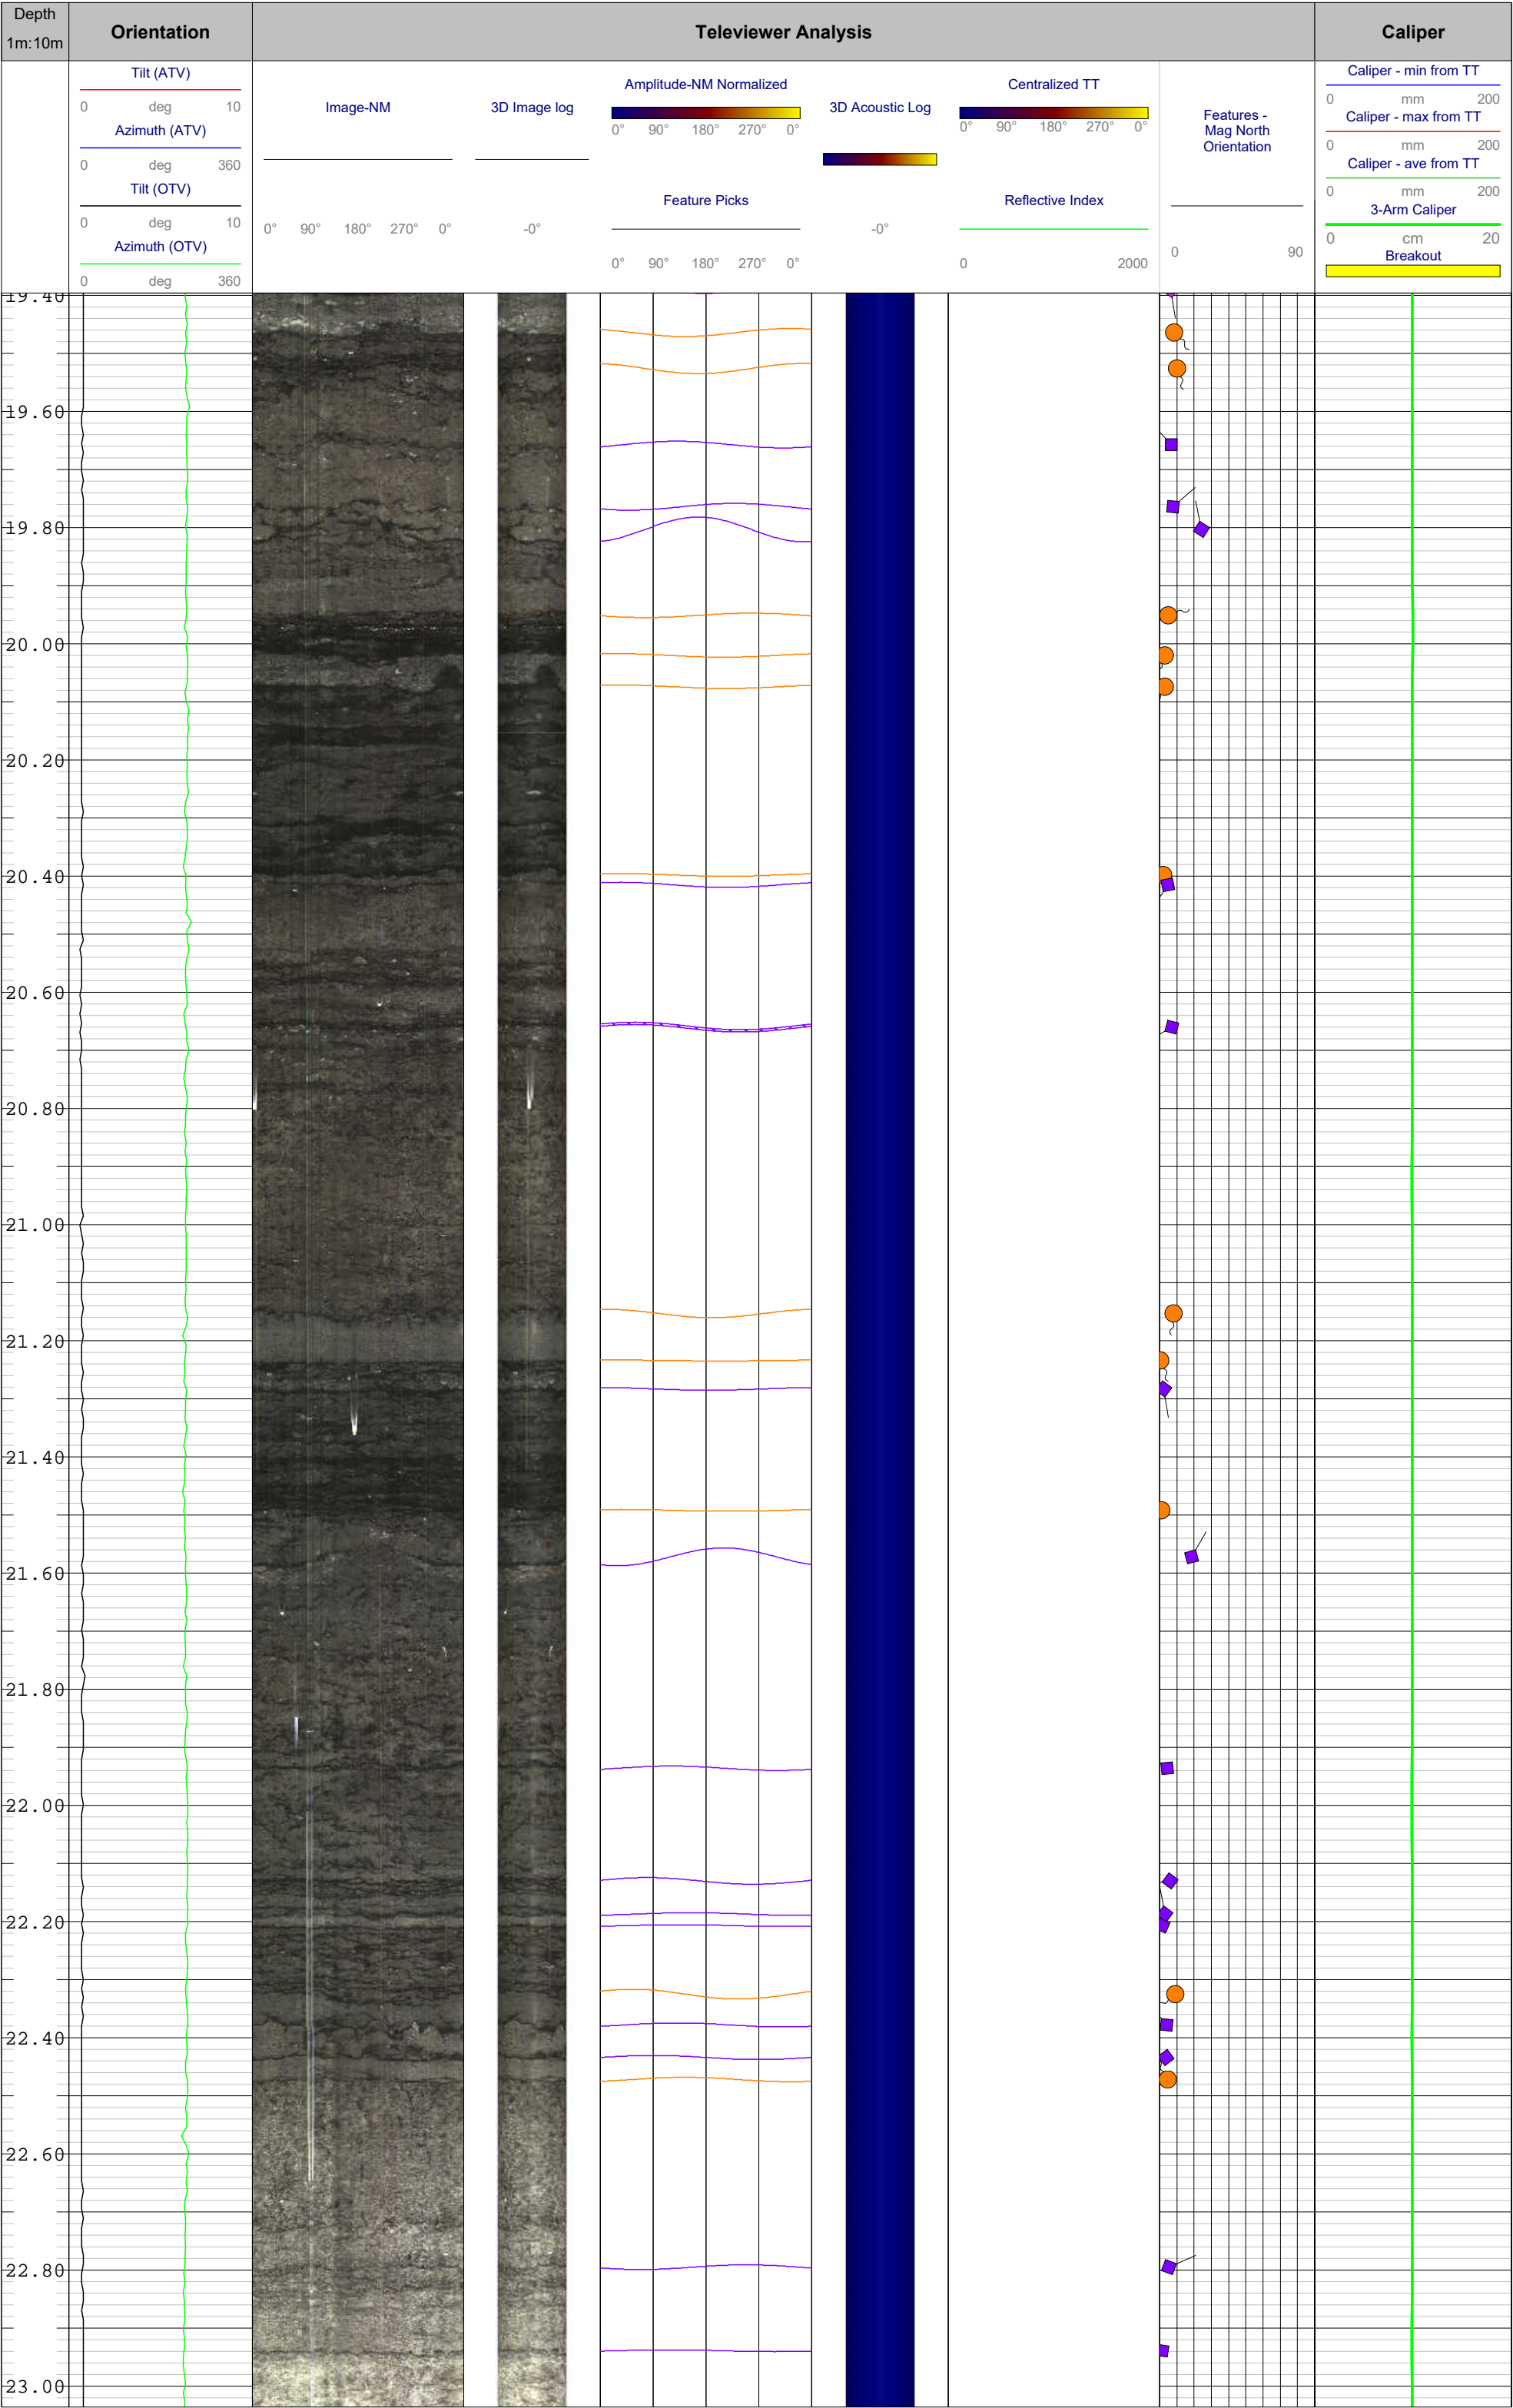 Depth
1m:10m
Orientation
Televiewer Analysis
Caliper
Tilt (ATV)
0 deg 10
Azimuth (ATV)
0 deg 360
Tilt (OTV)
0 deg 10
Azimuth (OTV)
0 deg 360
Image-NM
0° 90° 180° 270° 0°
3D Image log
-0°
Amplitude-NM Normalized
0° 90° 180° 270° 0°
Feature Picks
0° 90° 180° 270° 0°
3D Acoustic Log
-0°
Centralized TT
0° 90° 180° 270° 0°
Reflective Index
0 2000
Features -
Mag North
Orientation
0 90
Caliper - min from TT
0 mm 200
Caliper - max from TT
0 mm 200
Caliper - ave from TT
0 mm 200
3-Arm Caliper
0 cm 20
Breakout
19.40
19.60
19.80
20.00
20.20
20.40
20.60
20.80
21.00
21.20
21.40
21.60
21.80
22.00
22.20
22.40
22.60
22.80
23.00